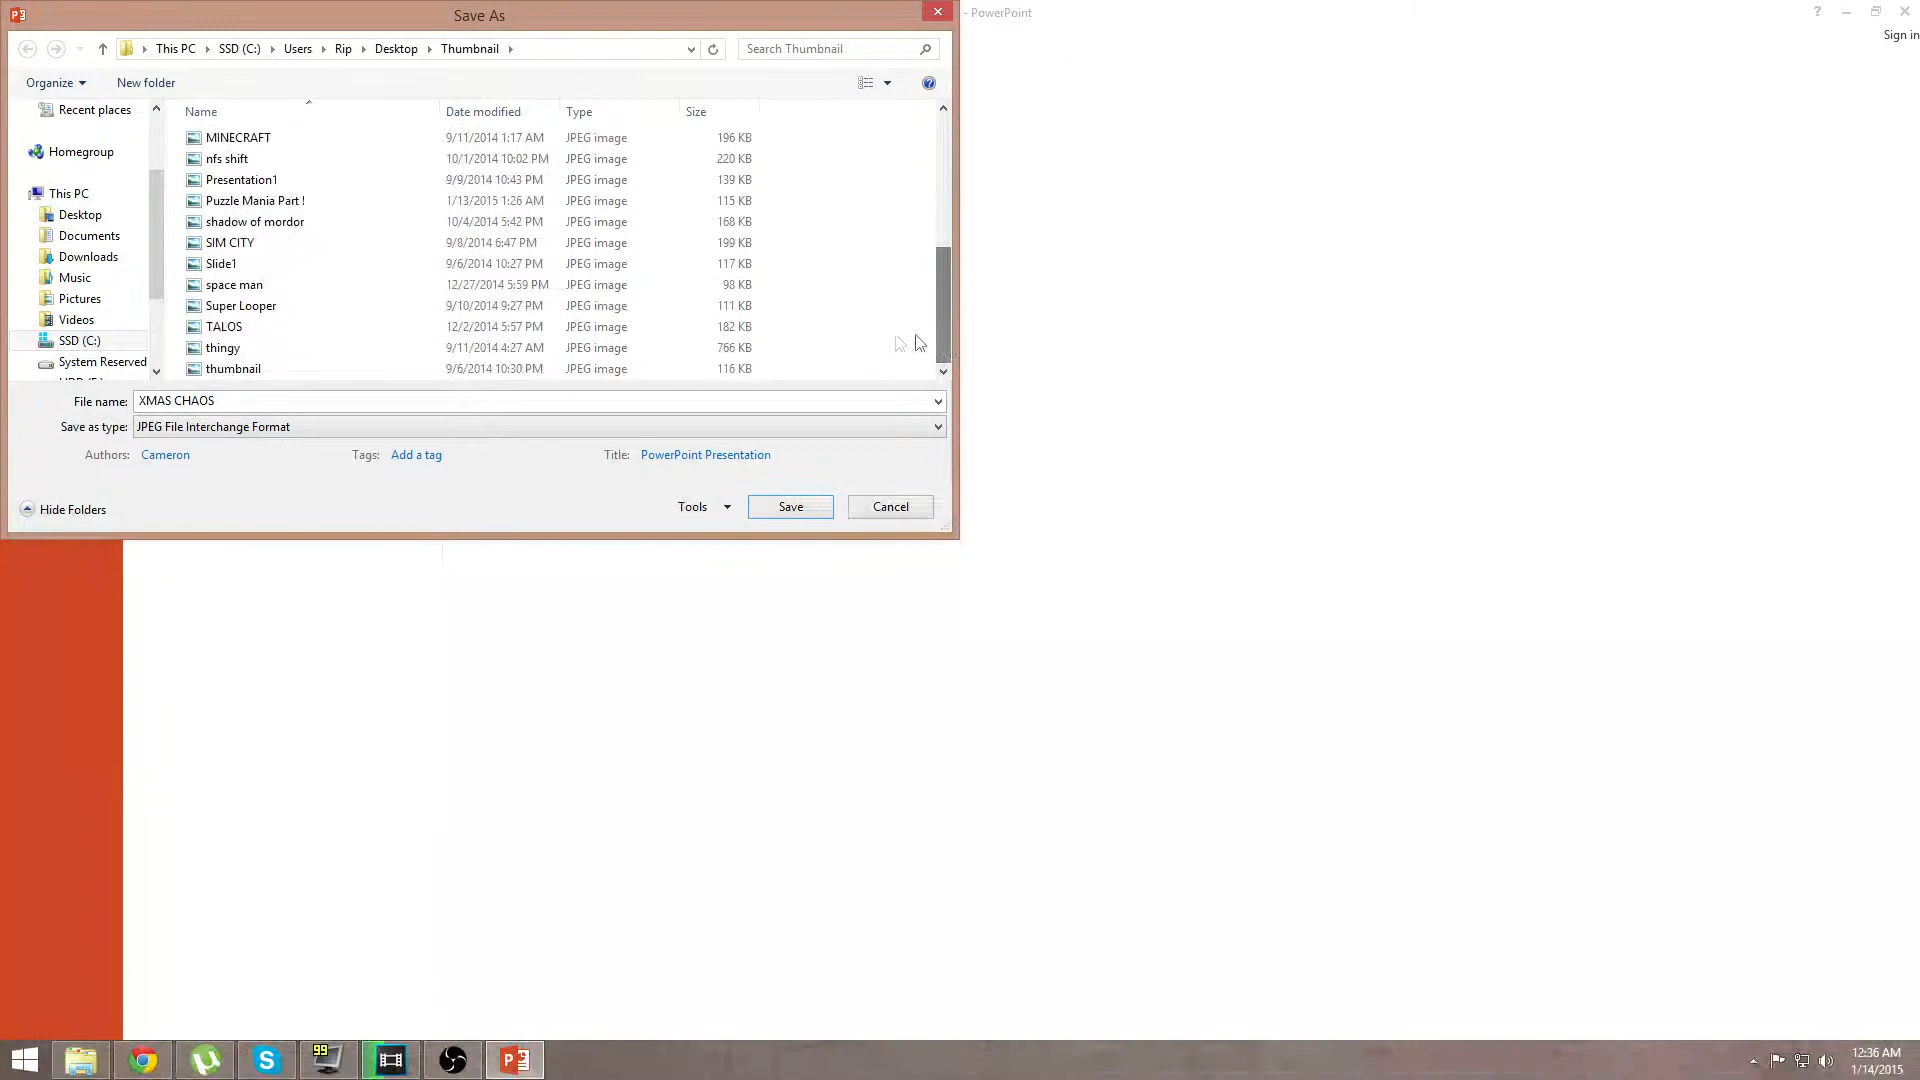 Save As
- PowerPoint
Sign in
This PC
SSD (C:)
Users
Rip
Desktop
Thumbnail
Search Thumbnail
Organize
New folder
Name
Date modified
Type
Size
Recent places
Homegroup
This PC
Desktop
Documents
Downloads
Music
Pictures
Videos
SSD (C:)
System Reserved
MINECRAFT 9/11/2014 1:17 AM JPEG image 196 KB
nfs shift 10/1/2014 10:02 PM JPEG image 220 KB
Presentation1 9/9/2014 10:43 PM JPEG image 139 KB
Puzzle Mania Part ! 1/13/2015 1:26 AM JPEG image 115 KB
shadow of mordor 10/4/2014 5:42 PM JPEG image 168 KB
SIM CITY 9/8/2014 6:47 PM JPEG image 199 KB
Slide1 9/6/2014 10:27 PM JPEG image 117 KB
space man 12/27/2014 5:59 PM JPEG image 98 KB
Super Looper 9/10/2014 9:27 PM JPEG image 111 KB
TALOS 12/2/2014 5:57 PM JPEG image 182 KB
thingy 9/11/2014 4:27 AM JPEG image 766 KB
thumbnail 9/6/2014 10:30 PM JPEG image 116 KB
File name: XMAS CHAOS
Save as type: JPEG File Interchange Format
Authors: Cameron
Tags: Add a tag
Title: PowerPoint Presentation
Hide Folders
Tools
Save
Cancel
99
12:36 AM
1/14/2015